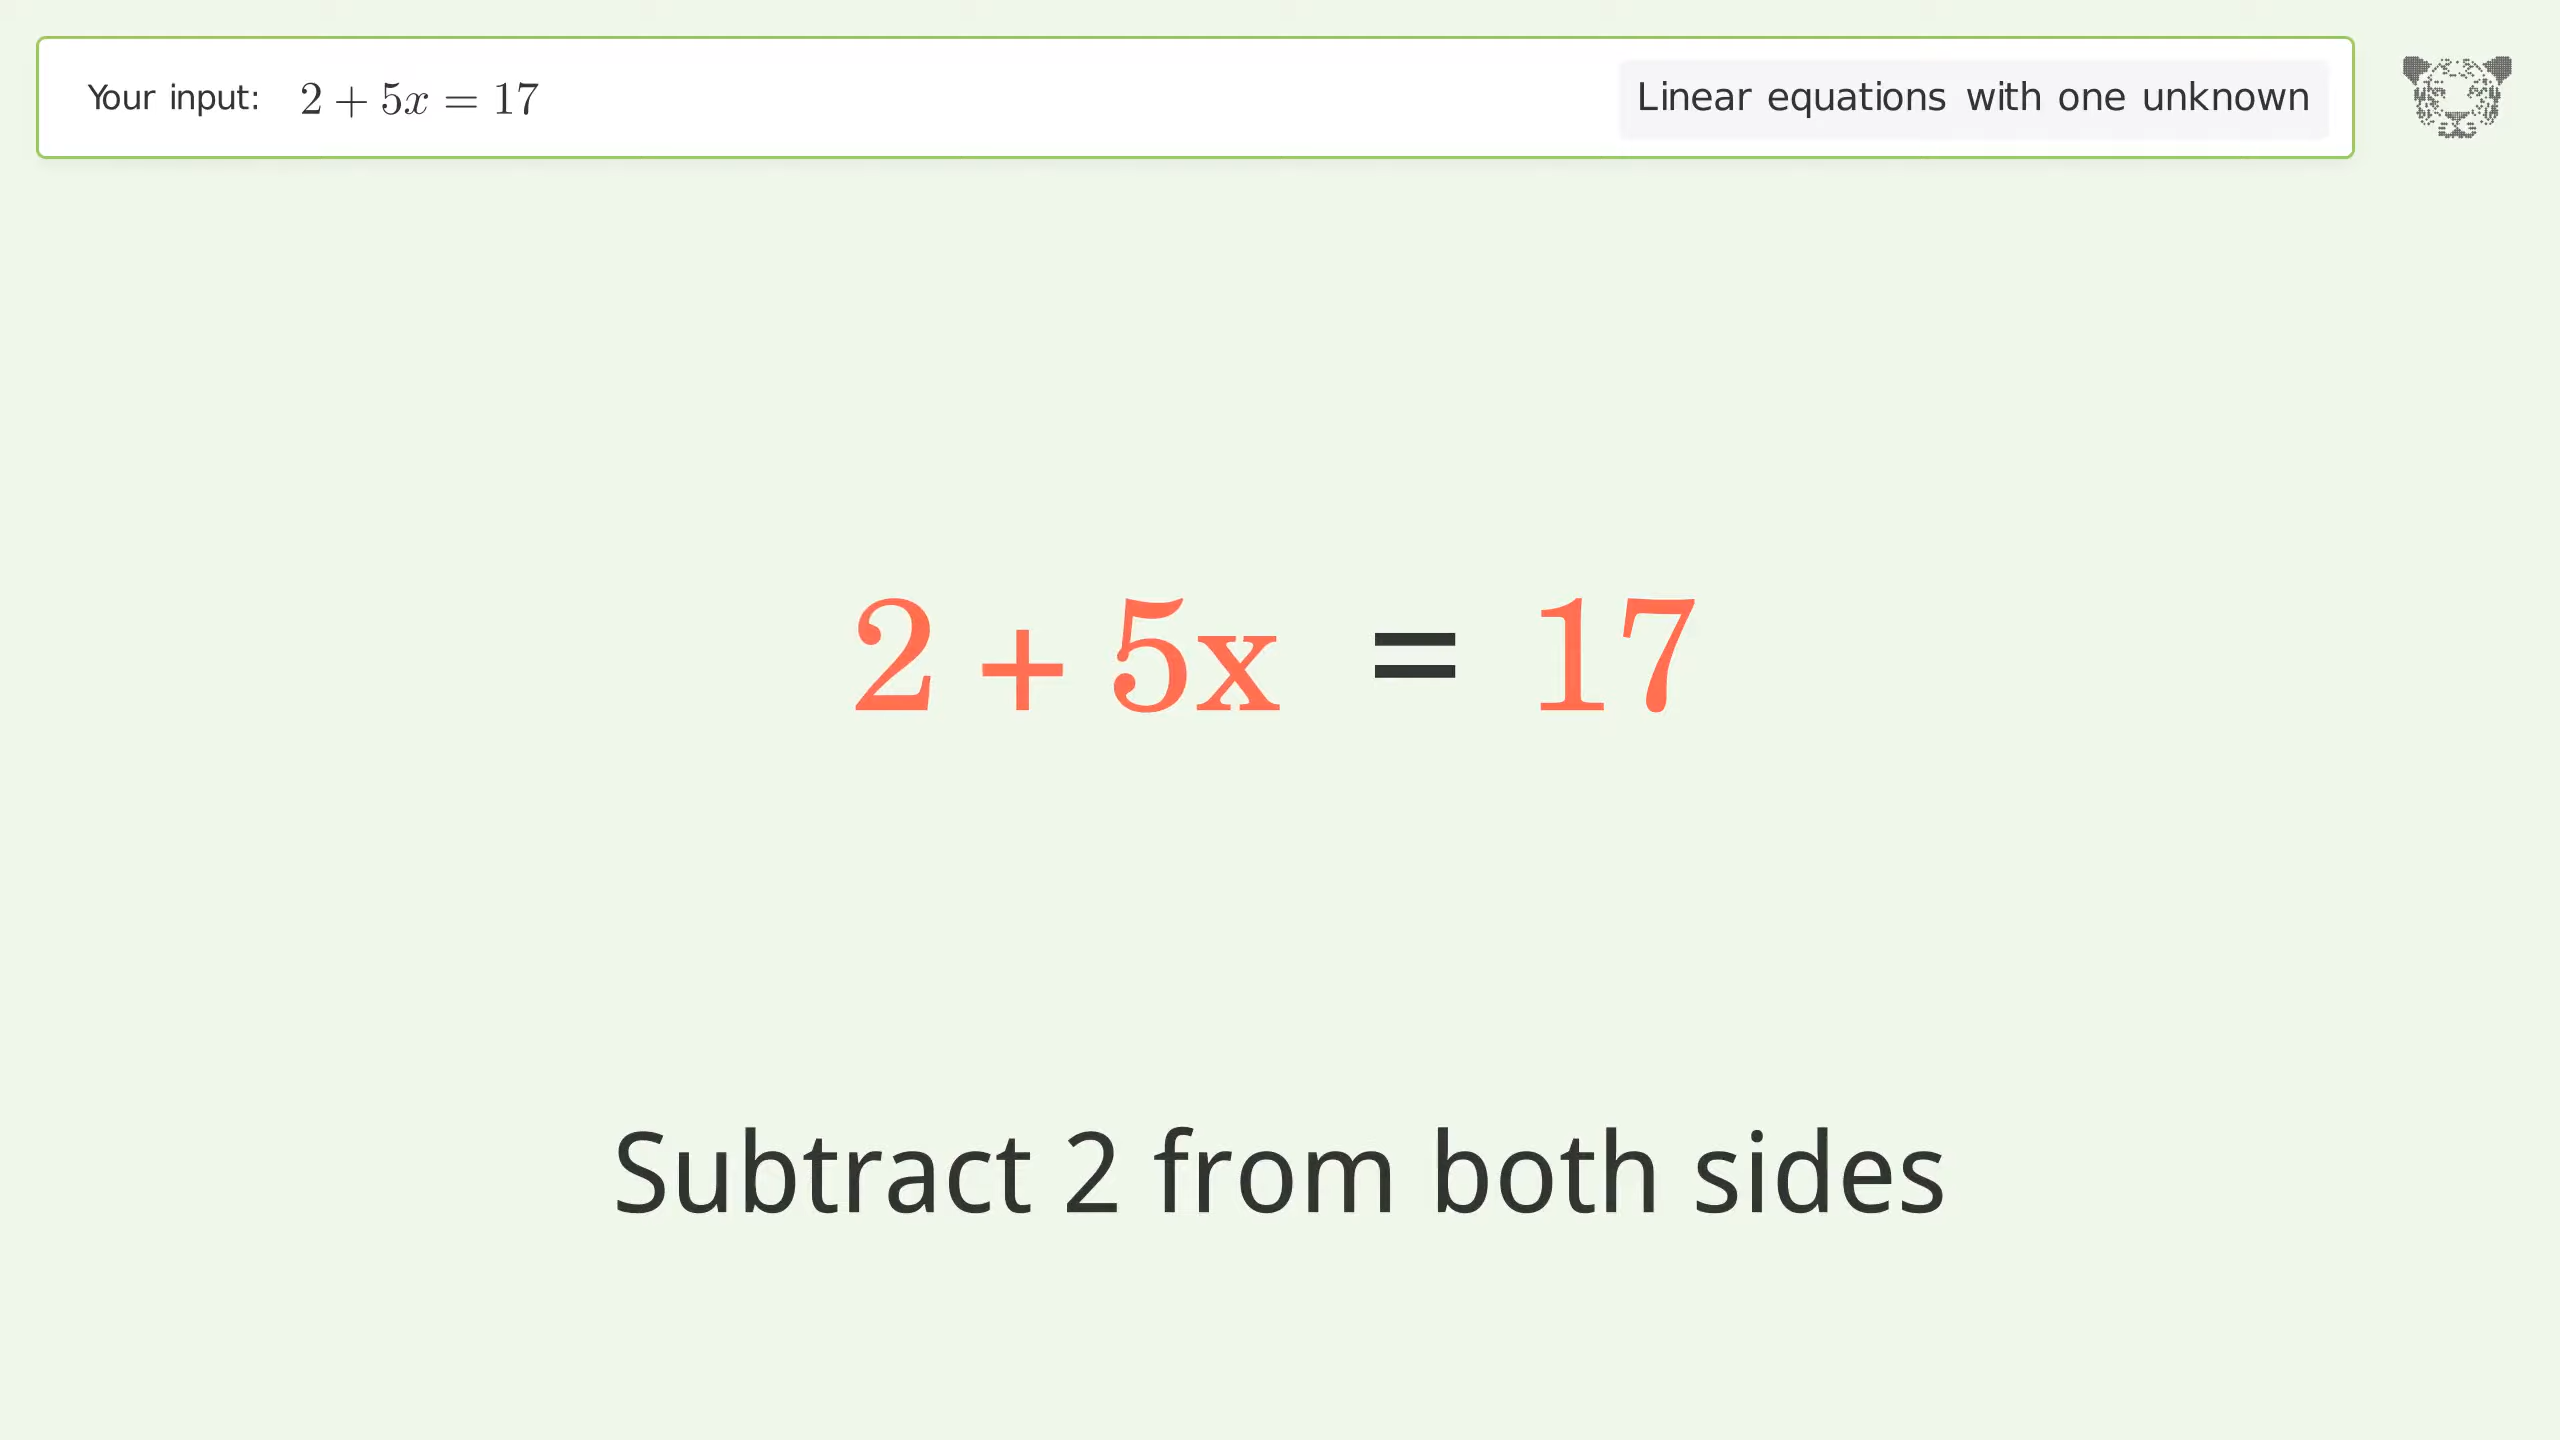 Your input: 2 + 5x = 17 Linear equations with one unknown
2 + 5x = 17
Subtract 2 from both sides